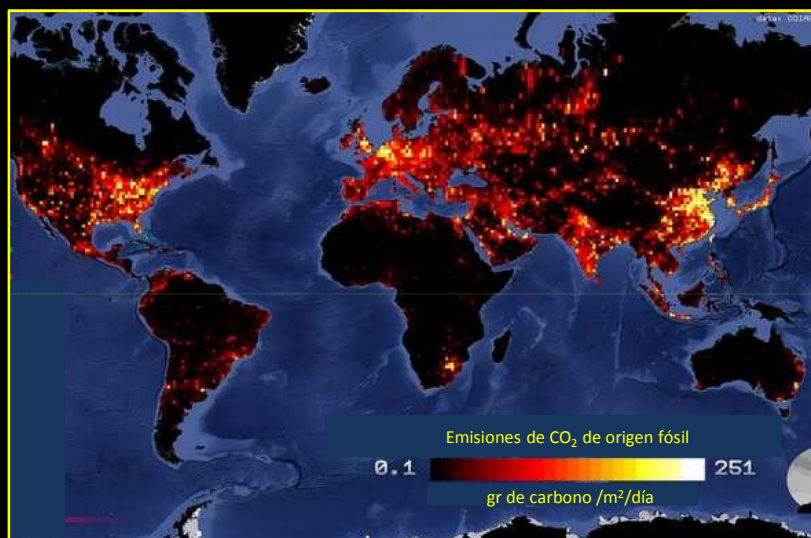 Emisiones de CO₂ de origen fósil
0.1 251
gr de carbono /m²/día